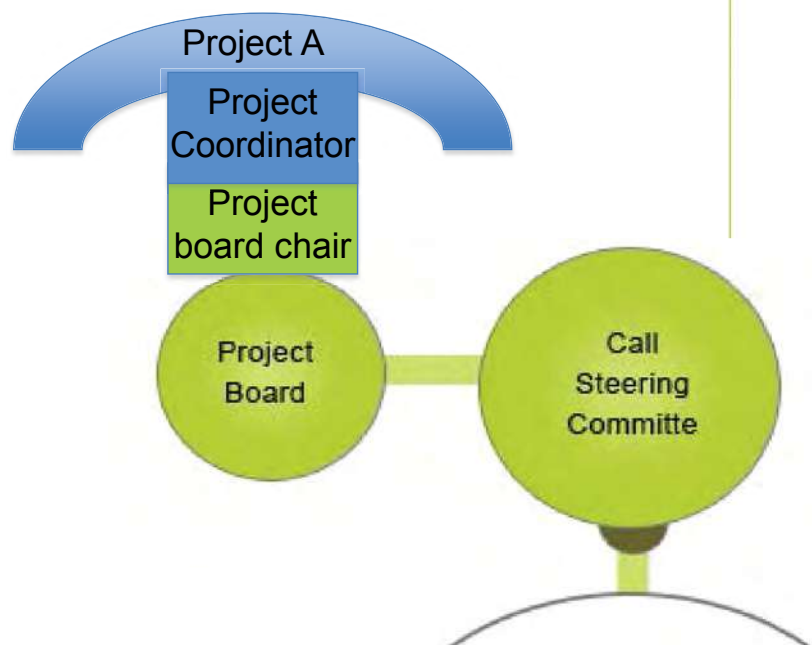 Project A
Project
Coordinator
Project
board chair
Project
Board
Call
Steering
Committe